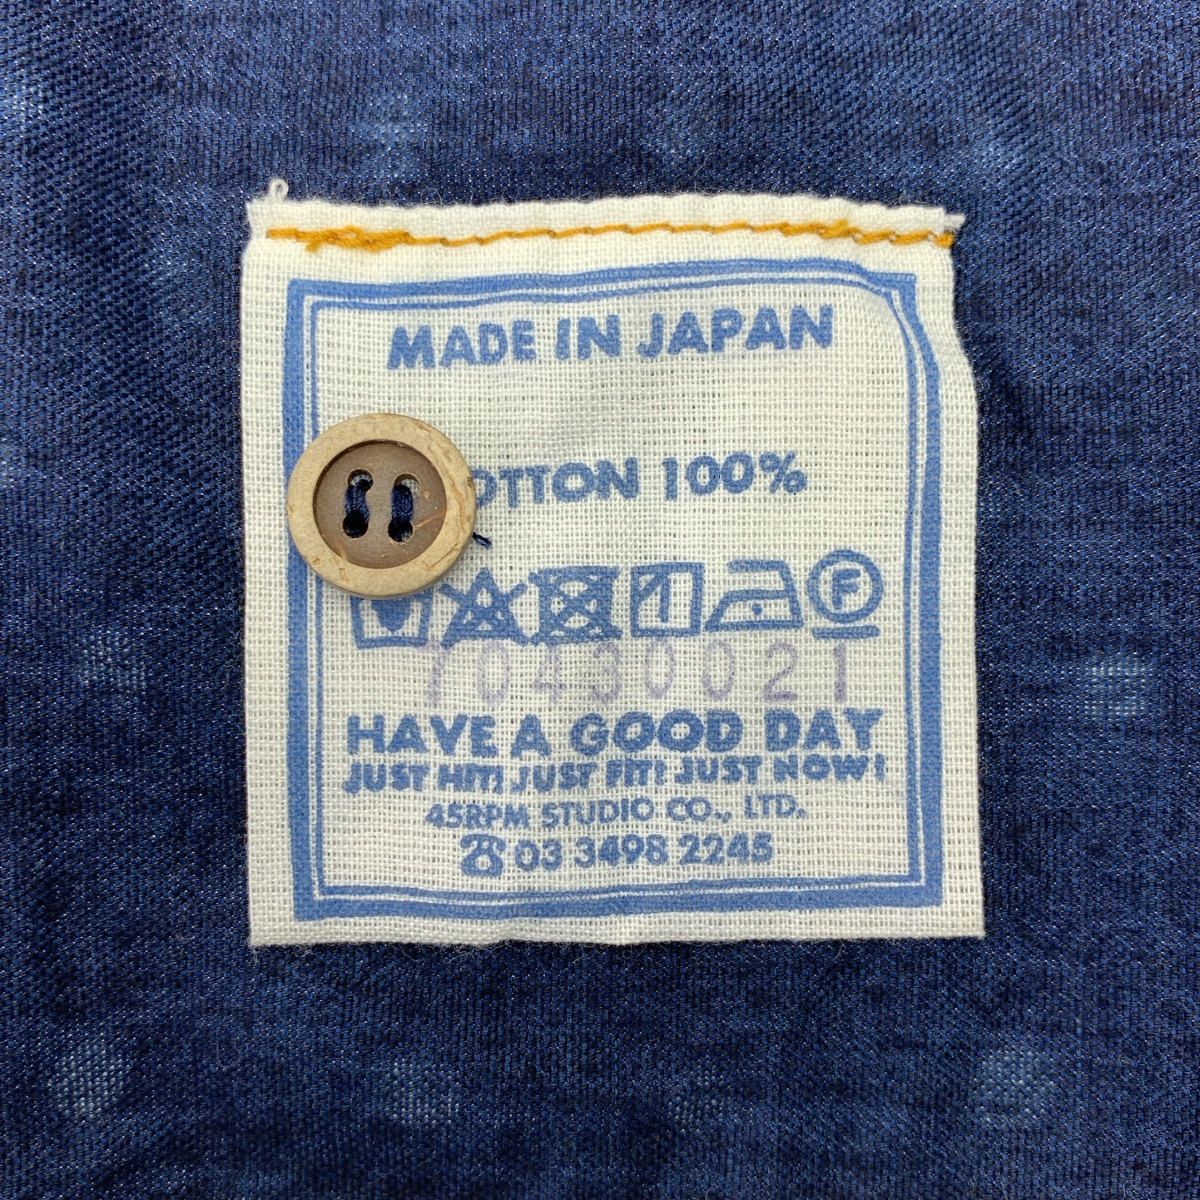 MADE IN JAPAN
OTTON 100%
F
70430021
HAVE A GOOD DAY
JUST HIT! JUST FIT! JUST NOW!
45RPM STUDIO CO., LTD.
☎ 03 3498 2245